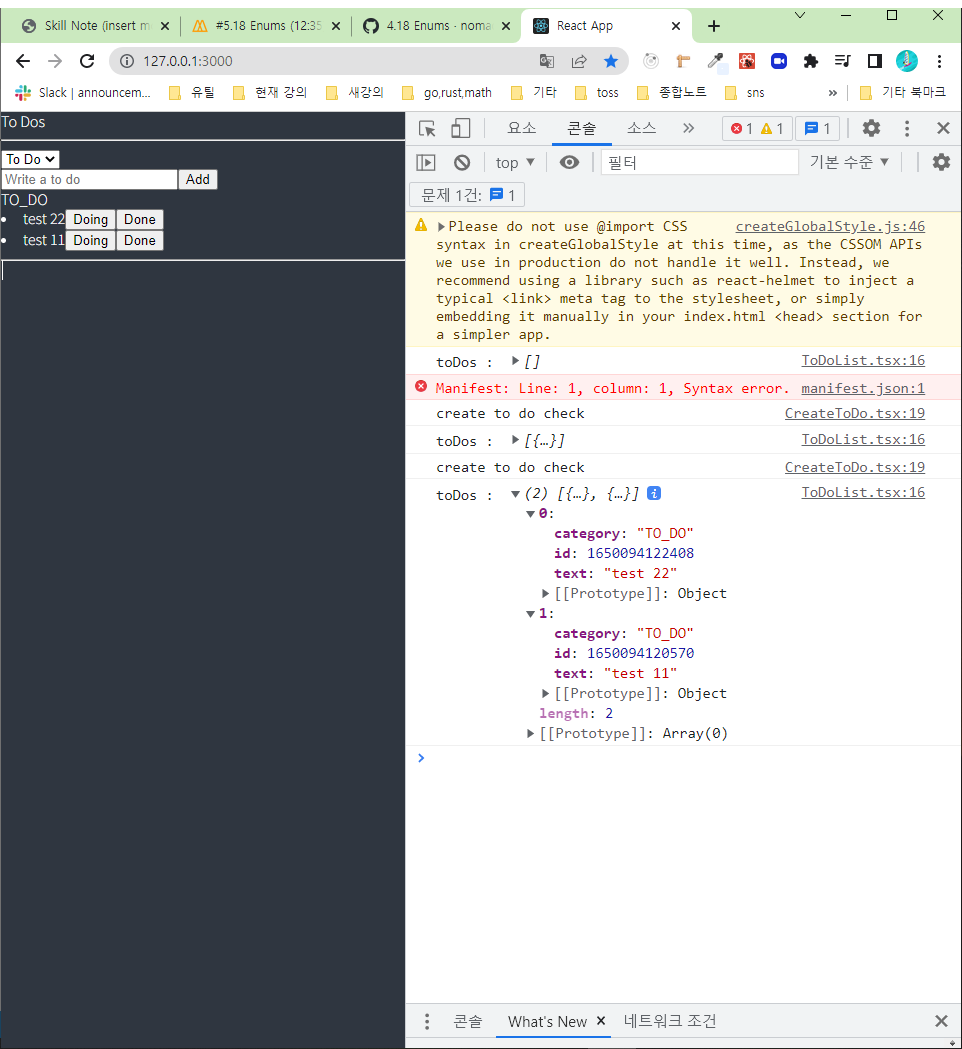 Skill Note (insert m
#5.18 Enums (12:35
4.18 Enums · noma
React App
127.0.0.1:3000
Slack | announcem...
유틸
현재 강의
새강의
go,rust,math
기타
toss
종합노트
sns
»
기타 북마크
To Dos
To Do
Write a to do
Add
TO_DO
• test 22 Doing Done
• test 11 Doing Done
요소
콘솔
소스
»
1
1
1
top ▼
필터
기본 수준 ▼
문제 1건: 1
▶Please do not use @import CSS createGlobalStyle.js:46
syntax in createGlobalStyle at this time, as the CSSOM APIs
we use in production do not handle it well. Instead, we
recommend using a library such as react-helmet to inject a
typical <link> meta tag to the stylesheet, or simply
embedding it manually in your index.html <head> section for
a simpler app.
toDos : ▶[] ToDoList.tsx:16
Manifest: Line: 1, column: 1, Syntax error. manifest.json:1
create to do check CreateToDo.tsx:19
toDos : ▶[{…}] ToDoList.tsx:16
create to do check CreateToDo.tsx:19
toDos : ▼(2) [{…}, {…}] i ToDoList.tsx:16
▼0:
category: "TO_DO"
id: 1650094122408
text: "test 22"
▶[[Prototype]]: Object
▼1:
category: "TO_DO"
id: 1650094120570
text: "test 11"
▶[[Prototype]]: Object
length: 2
▶[[Prototype]]: Array(0)
콘솔
What's New
네트워크 조건